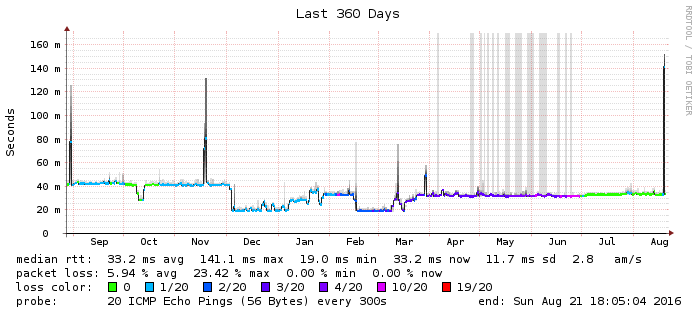 Last 360 Days
RRDTOOL / TOBI OETIKER
Seconds
160 m
140 m
120 m
100 m
80 m
60 m
40 m
20 m
0
Sep Oct Nov Dec Jan Feb Mar Apr May Jun Jul Aug
median rtt: 33.2 ms avg 141.1 ms max 19.0 ms min 33.2 ms now 11.7 ms sd 2.8 am/s
packet loss: 5.94 % avg 23.42 % max 0.00 % min 0.00 % now
loss color: 0 1/20 2/20 3/20 4/20 10/20 19/20
probe: 20 ICMP Echo Pings (56 Bytes) every 300s end: Sun Aug 21 18:05:04 2016